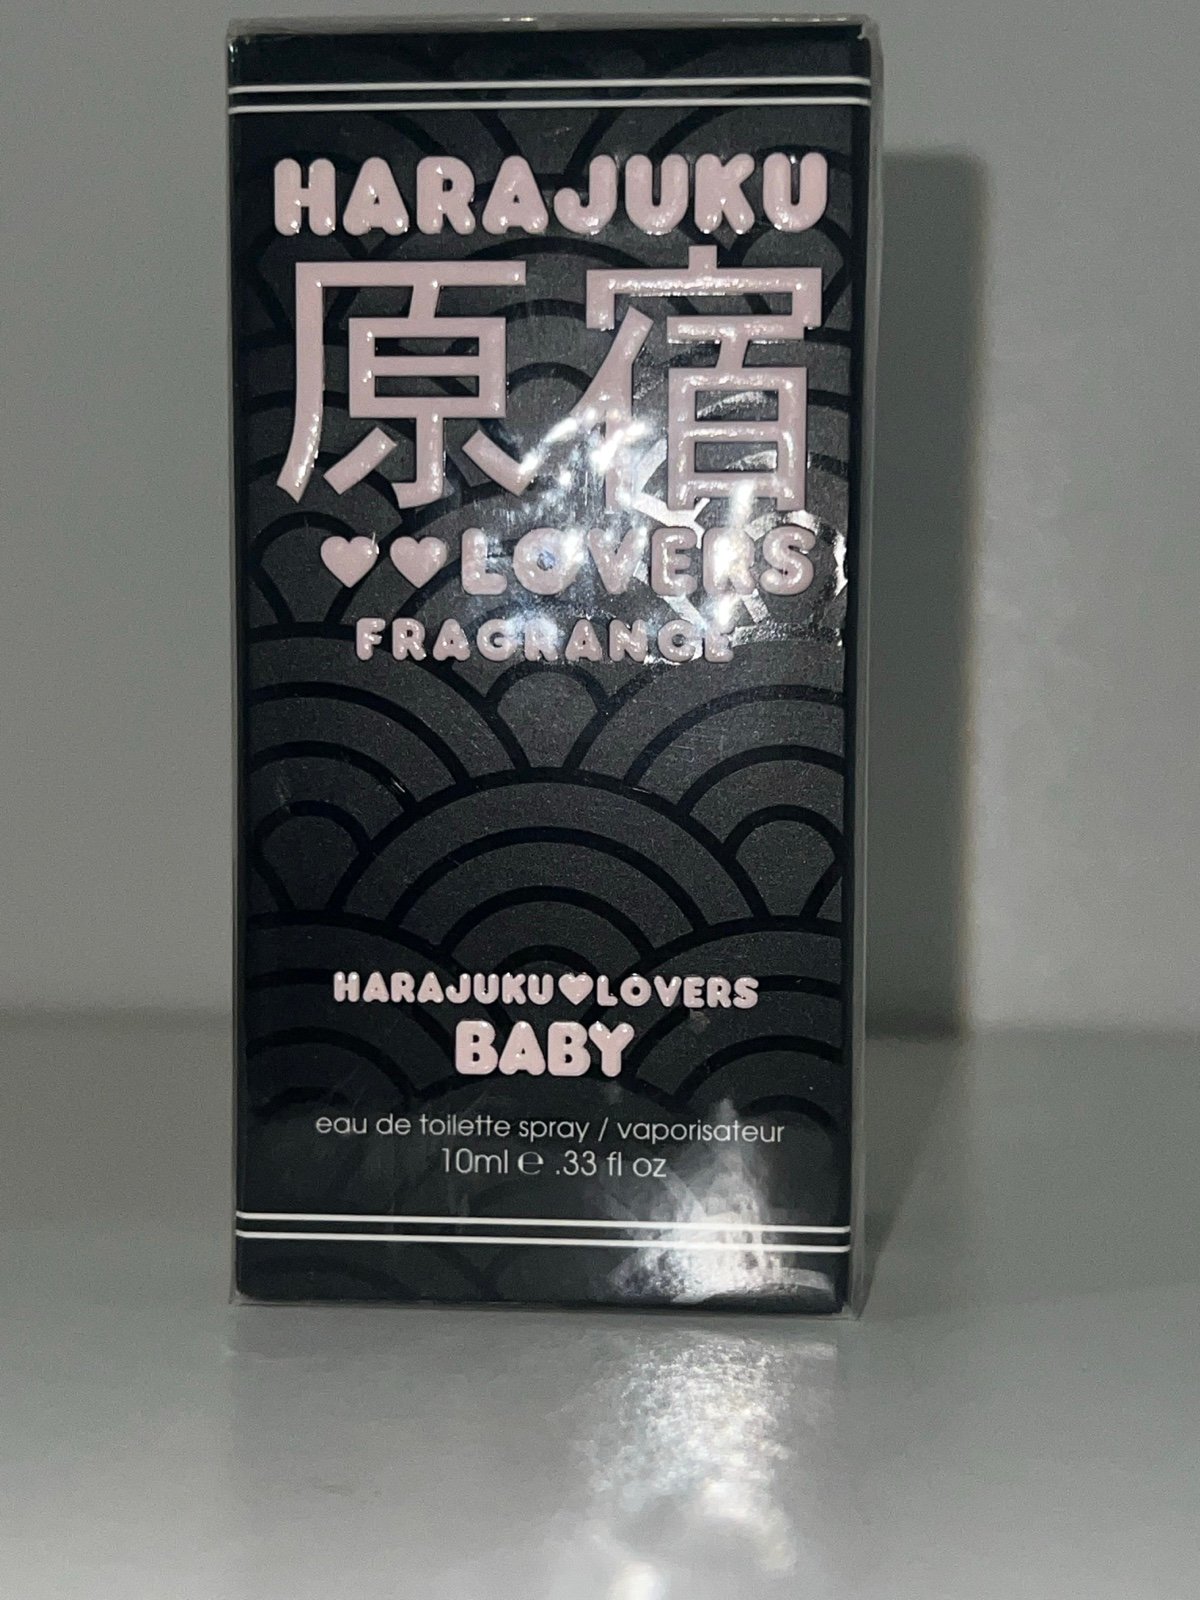 HARAJUKU
原宿
♥♥LOVERS
FRAGRANCE
HARAJUKU♥LOVERS
BABY
eau de toilette spray / vaporisateur
10ml ℮ .33 fl oz